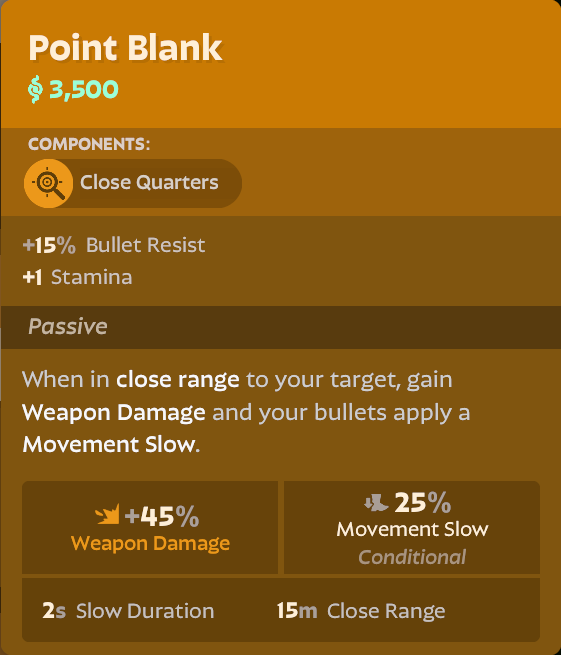 Point Blank
3,500
COMPONENTS:
Close Quarters
+15% Bullet Resist
+1 Stamina
Passive
When in close range to your target, gain
Weapon Damage and your bullets apply a
Movement Slow.
+45%
Weapon Damage
25%
Movement Slow
Conditional
2s Slow Duration
15m Close Range